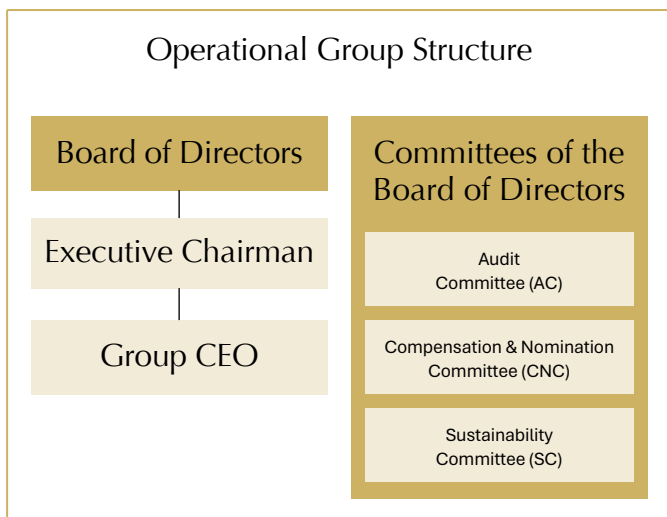 Operational Group Structure
Board of Directors
Executive Chairman
Group CEO
Committees of the
Board of Directors
Audit
Committee (AC)
Compensation & Nomination
Committee (CNC)
Sustainability
Committee (SC)